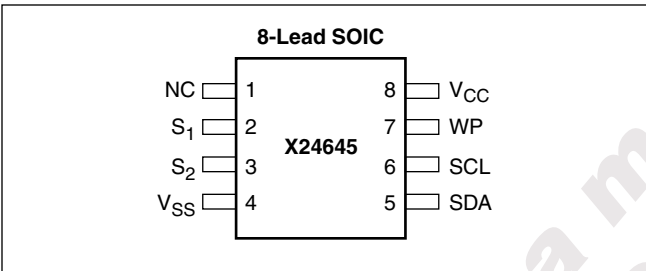 8-Lead SOIC
NC 1 8 VCC
S1 2 7 WP
X24645
S2 3 6 SCL
VSS 4 5 SDA
a m